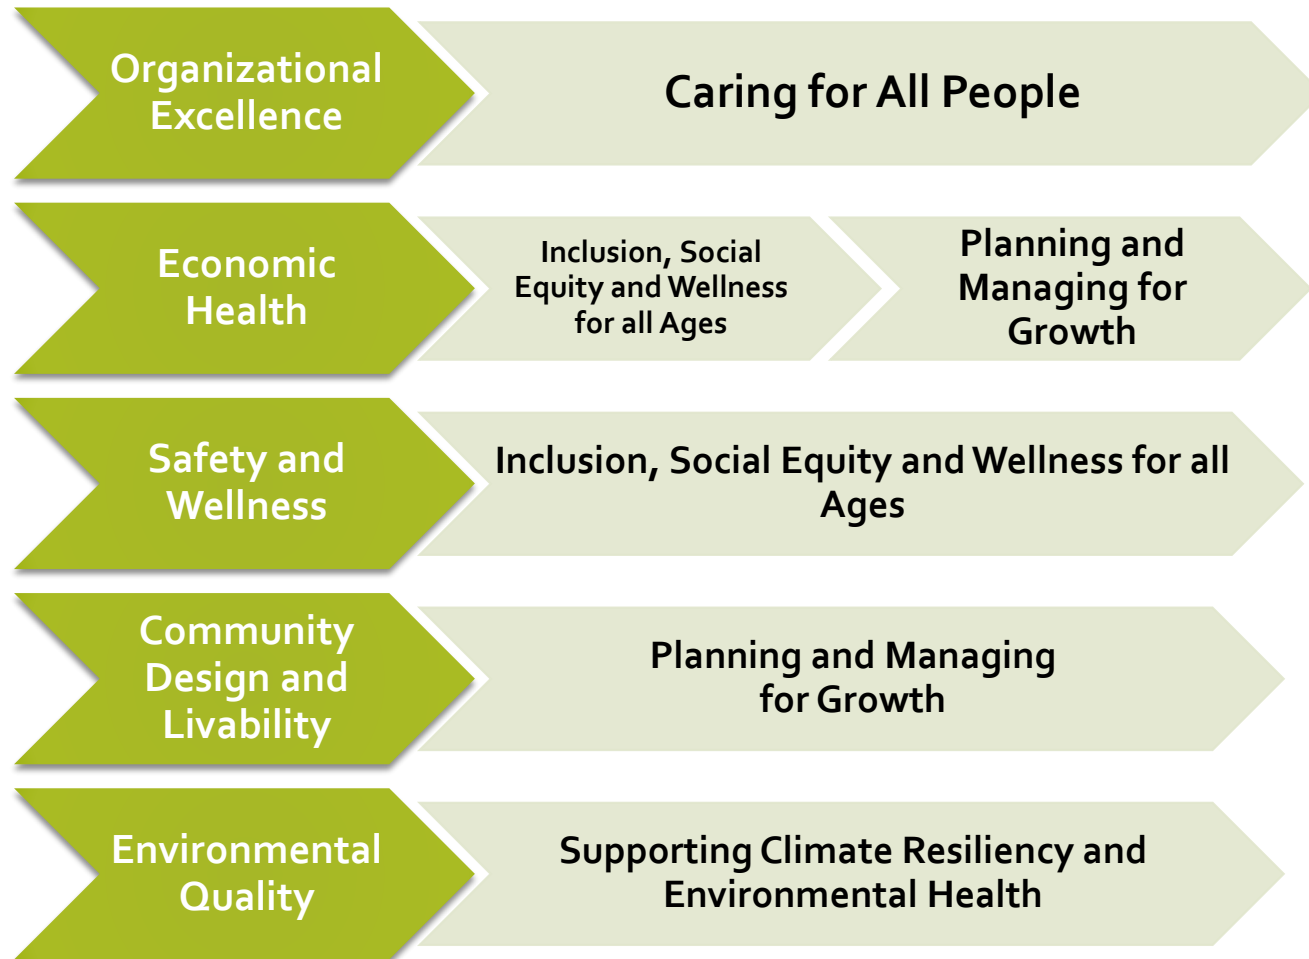 Organizational
Excellence
Caring for All People
Economic
Health
Inclusion, Social
Equity and Wellness
for all Ages
Planning and
Managing for
Growth
Safety and
Wellness
Inclusion, Social Equity and Wellness for all
Ages
Community
Design and
Livability
Planning and Managing
for Growth
Environmental
Quality
Supporting Climate Resiliency and
Environmental Health